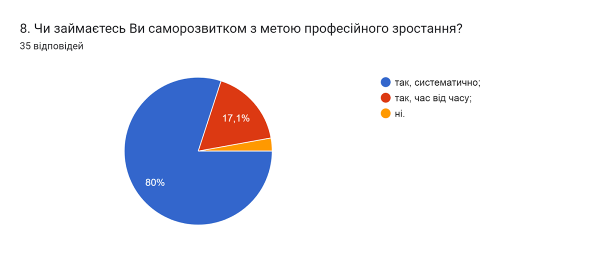 8. Чи займаєтесь Ви саморозвитком з метою професійного зростання?
35 відповідей
так, систематично;
так, час від часу;
ні.
17,1%
80%